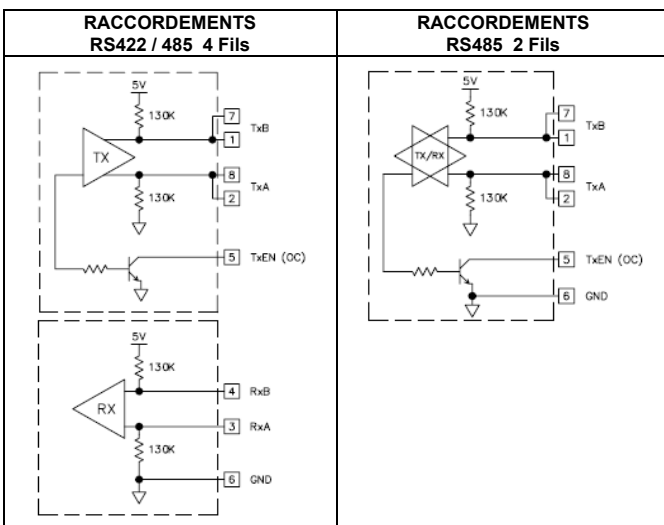 RACCORDEMENTS
RS422 / 485 4 Fils
RACCORDEMENTS
RS485 2 Fils
5V
130K
7
1
TxB
TX
8
2
TxA
130K
5 TxEN (OC)
5V
130K
RX
4 RxB
3 RxA
130K
6 GND
5V
130K
7
1
TxB
TX/RX
8
2
TxA
130K
5 TxEN (OC)
6 GND